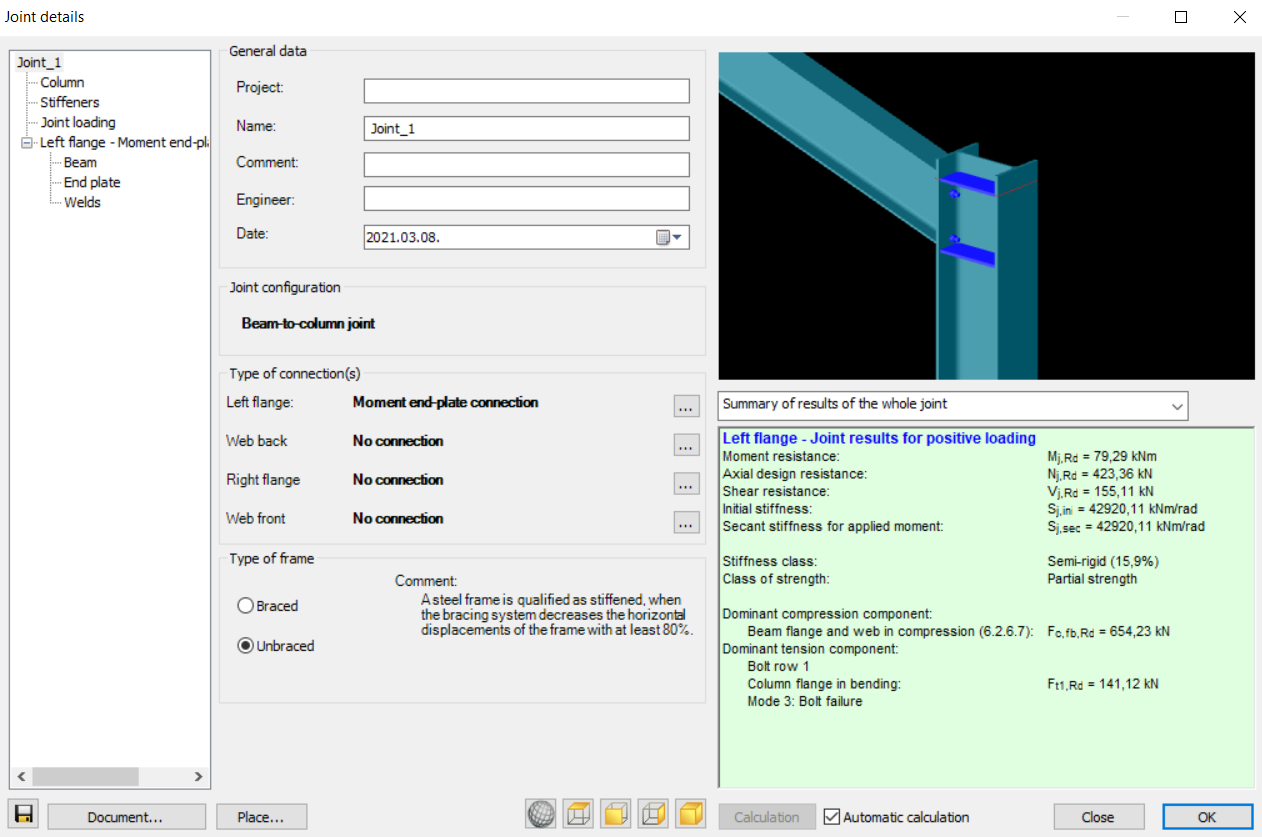 Joint details
Joint_1
Column
Stiffeners
Joint loading
Left flange - Moment end-pl
Beam
End plate
Welds
General data
Project:
Name:
Joint_1
Comment:
Engineer:
Date:
2021.03.08.
Joint configuration
Beam-to-column joint
Type of connection(s)
Left flange:
Moment end-plate connection
...
Web back
No connection
...
Right flange
No connection
...
Web front
No connection
...
Type of frame
Braced
Unbraced
Comment:
A steel frame is qualified as stiffened, when
the bracing system decreases the horizontal
displacements of the frame with at least 80%.
Summary of results of the whole joint
Left flange - Joint results for positive loading
Moment resistance: Mj,Rd = 79,29 kNm
Axial design resistance: Nj,Rd = 423,36 kN
Shear resistance: Vj,Rd = 155,11 kN
Initial stiffness: Sj,ini = 42920,11 kNm/rad
Secant stiffness for applied moment: Sj,sec = 42920,11 kNm/rad
Stiffness class: Semi-rigid (15,9%)
Class of strength: Partial strength
Dominant compression component:
Beam flange and web in compression (6.2.6.7): Fc,fb,Rd = 654,23 kN
Dominant tension component:
Bolt row 1
Column flange in bending: Ft1,Rd = 141,12 kN
Mode 3: Bolt failure
Document...
Place...
Calculation
Automatic calculation
Close
OK